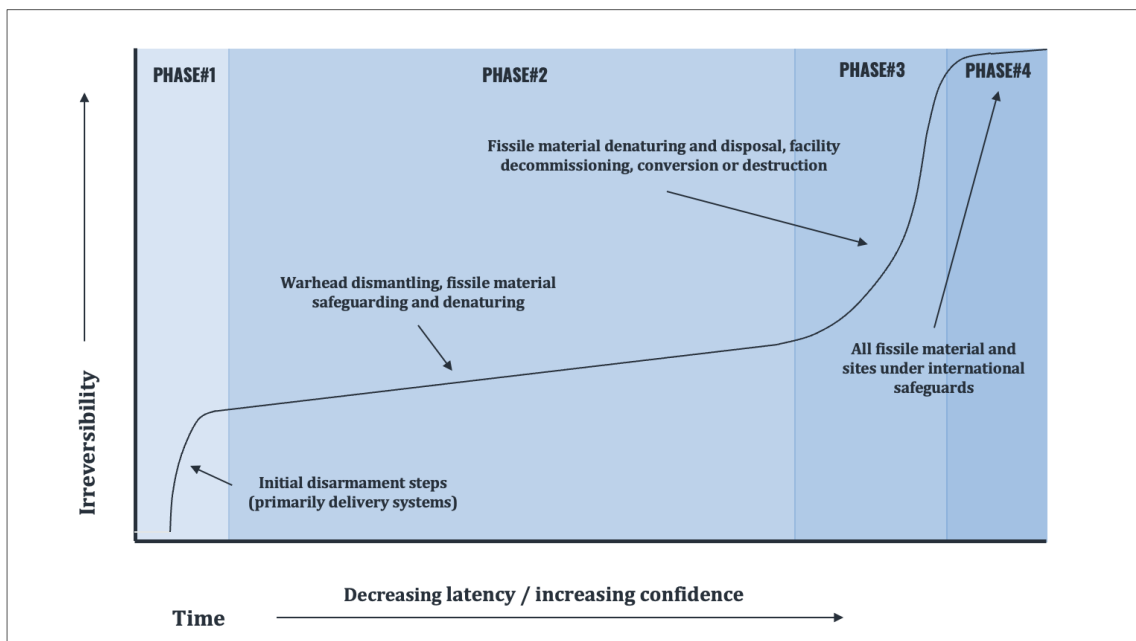 PHASE#1
PHASE#2
PHASE#3
PHASE#4
Fissile material denaturing and disposal, facility
decommissioning, conversion or destruction
Warhead dismantling, fissile material
safeguarding and denaturing
All fissile material and
sites under international
safeguards
Initial disarmament steps
(primarily delivery systems)
Irreversibility
Decreasing latency / increasing confidence
Time